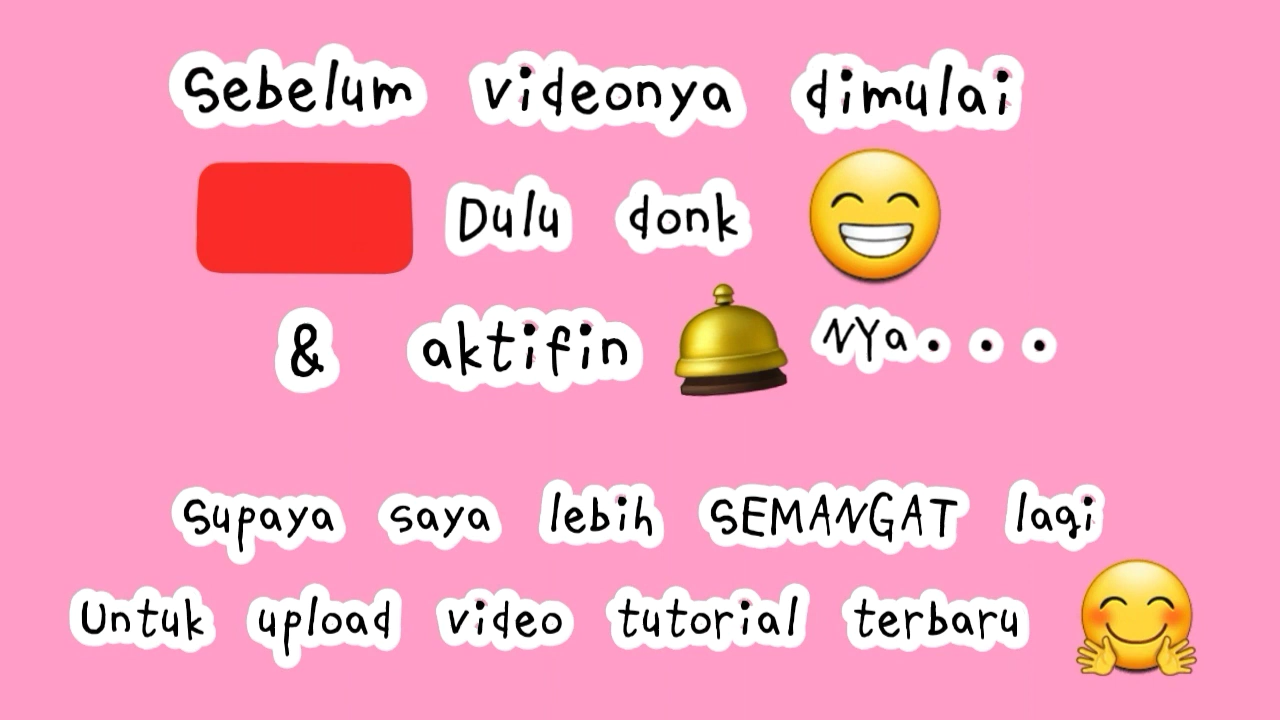 Sebelum videonya dimulai
Dulu donk
& aktifin NYa...
Supaya saya lebih SEMANGAT lagi
Untuk upload video tutorial terbaru